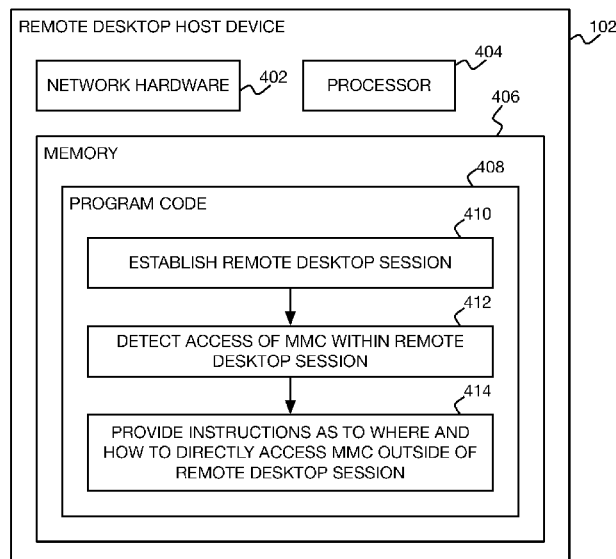 REMOTE DESKTOP HOST DEVICE
102
NETWORK HARDWARE
402
PROCESSOR
404
406
MEMORY
408
PROGRAM CODE
410
ESTABLISH REMOTE DESKTOP SESSION
412
DETECT ACCESS OF MMC WITHIN REMOTE
DESKTOP SESSION
414
PROVIDE INSTRUCTIONS AS TO WHERE AND
HOW TO DIRECTLY ACCESS MMC OUTSIDE OF
REMOTE DESKTOP SESSION